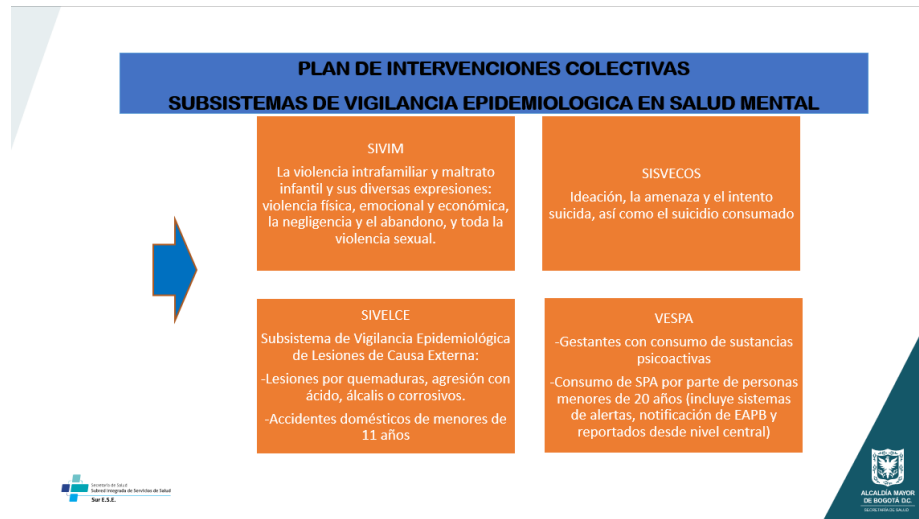 PLAN DE INTERVENCIONES COLECTIVAS
SUBSISTEMAS DE VIGILANCIA EPIDEMIOLOGICA EN SALUD MENTAL
SIVIM
La violencia intrafamiliar y maltrato
infantil y sus diversas expresiones:
violencia física, emocional y económica,
la negligencia y el abandono, y toda la
violencia sexual.
SISVECOS
Ideación, la amenaza y el intento
suicida, así como el suicidio consumado
SIVELCE
Subsistema de Vigilancia Epidemiológica
de Lesiones de Causa Externa:
-Lesiones por quemaduras, agresión con
ácido, álcalis o corrosivos.
-Accidentes domésticos de menores de
11 años
VESPA
-Gestantes con consumo de sustancias
psicoactivas
-Consumo de SPA por parte de personas
menores de 20 años (incluye sistemas
de alertas, notificación de EAPB y
reportados desde nivel central)
Secretaría de Salud
Subred Integrada de Servicios de Salud
Sur E.S.E.
ALCALDÍA MAYOR
DE BOGOTÁ D.C.
SECRETARÍA DE SALUD